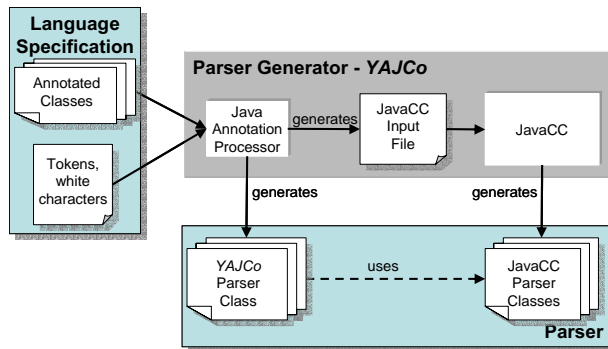 Language
Specification
Annotated
Classes
Tokens,
white
characters
Parser Generator - YAJCo
Java
Annotation
Processor
generates
JavaCC
Input
File
JavaCC
generates
generates
YAJCo
Parser
Class
uses
JavaCC
Parser
Classes
Parser